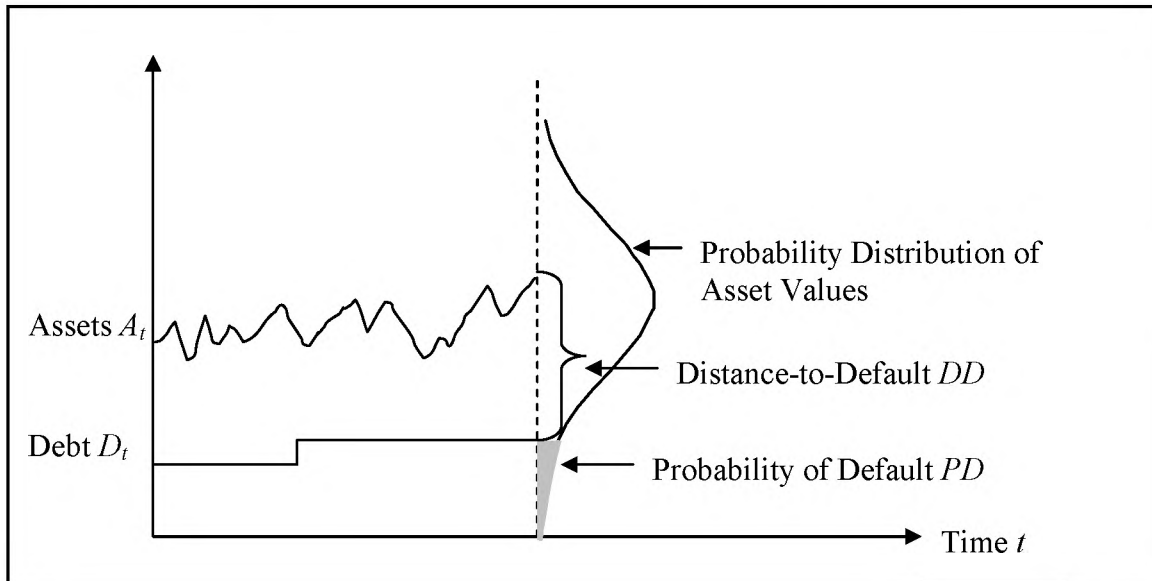 Probability Distribution of
Asset Values
Assets Aₜ
Distance-to-Default DD
Debt Dₜ
Probability of Default PD
Time t